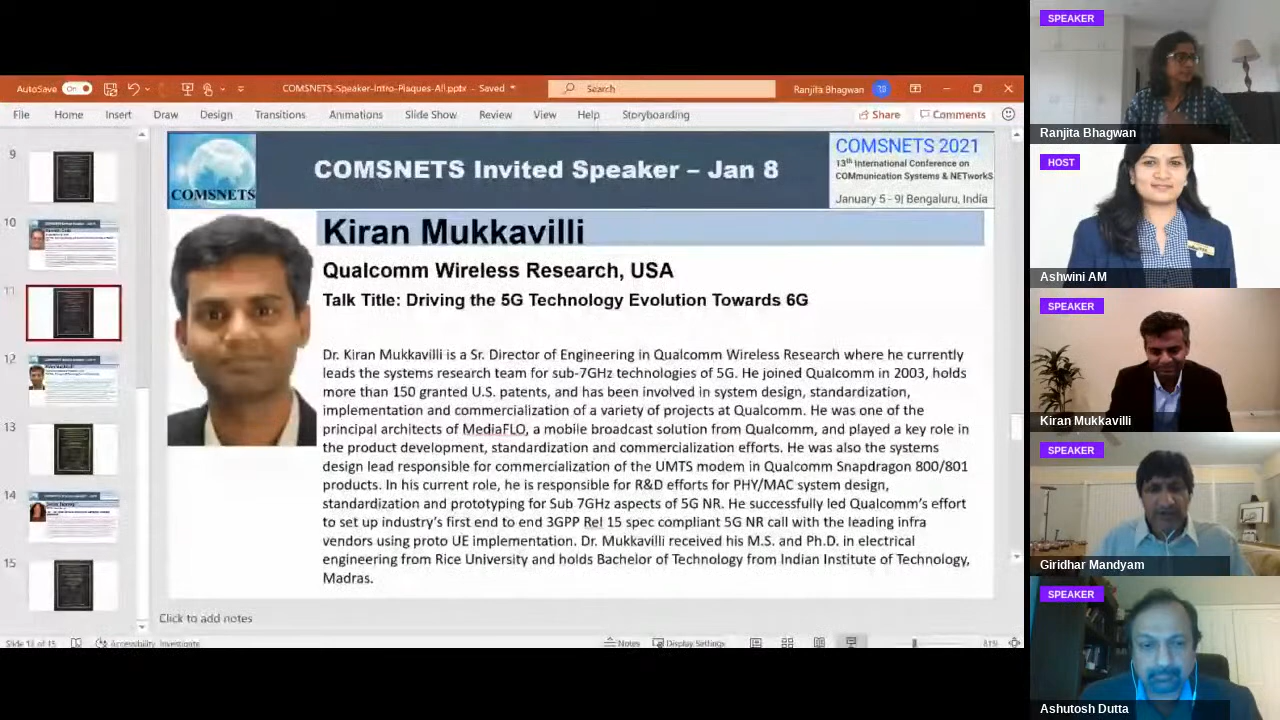 AutoSave On
COMSNETS-Speaker-Intro-Plaques-All.pptx - Saved
Search
Ranjita Bhagwan
File Home Insert Draw Design Transitions Animations Slide Show Review View Help Storyboarding
Share Comments
9
10
11
12
13
14
15
COMSNETS
COMSNETS Invited Speaker – Jan 8
COMSNETS 2021
13th International Conference on
COMmunication Systems & NETworkS
January 5 - 9| Bengaluru, India
Kiran Mukkavilli
Qualcomm Wireless Research, USA
Talk Title: Driving the 5G Technology Evolution Towards 6G
Dr. Kiran Mukkavilli is a Sr. Director of Engineering in Qualcomm Wireless Research where he currently
leads the systems research team for sub-7GHz technologies of 5G. He joined Qualcomm in 2003, holds
more than 150 granted U.S. patents, and has been involved in system design, standardization,
implementation and commercialization of a variety of projects at Qualcomm. He was one of the
principal architects of MediaFLO, a mobile broadcast solution from Qualcomm, and played a key role in
the product development, standardization and commercialization efforts. He was also the systems
design lead responsible for commercialization of the UMTS modem in Qualcomm Snapdragon 800/801
products. In his current role, he is responsible for R&D efforts for PHY/MAC system design,
standardization and prototyping for Sub 7GHz aspects of 5G NR. He successfully led Qualcomm's effort
to set up industry's first end to end 3GPP Rel 15 spec compliant 5G NR call with the leading infra
vendors using proto UE implementation. Dr. Mukkavilli received his M.S. and Ph.D. in electrical
engineering from Rice University and holds Bachelor of Technology from Indian Institute of Technology,
Madras.
Click to add notes
Slide 11 of 15
Accessibility: Investigate
Notes
Display Settings
SPEAKER
Ranjita Bhagwan
HOST
Ashwini AM
SPEAKER
Kiran Mukkavilli
SPEAKER
Giridhar Mandyam
SPEAKER
Ashutosh Dutta